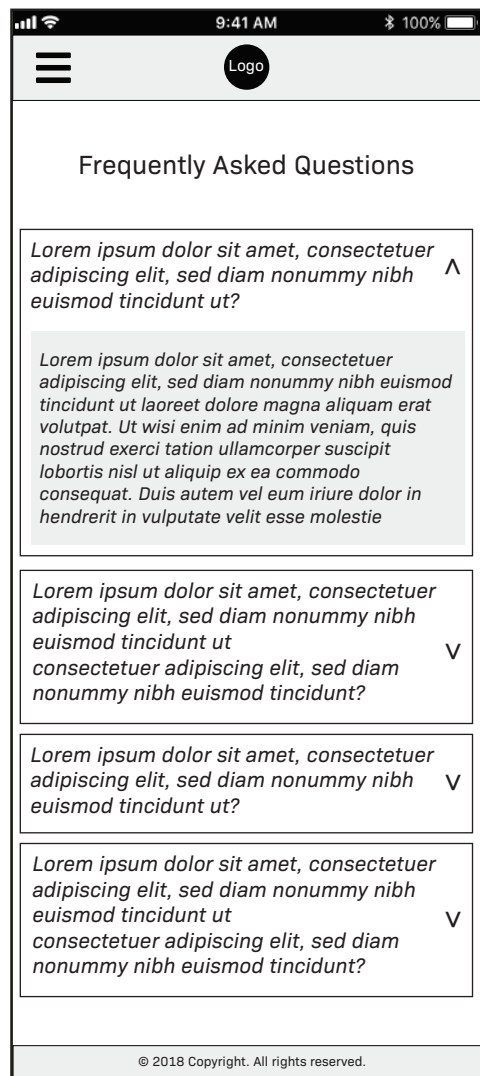 9:41 AM
100%
Logo
Frequently Asked Questions
Lorem ipsum dolor sit amet, consectetuer
adipiscing elit, sed diam nonummy nibh
euismod tincidunt ut?
Lorem ipsum dolor sit amet, consectetuer
adipiscing elit, sed diam nonummy nibh euismod
tincidunt ut laoreet dolore magna aliquam erat
volutpat. Ut wisi enim ad minim veniam, quis
nostrud exerci tation ullamcorper suscipit
lobortis nisl ut aliquip ex ea commodo
consequat. Duis autem vel eum iriure dolor in
hendrerit in vulputate velit esse molestie
Lorem ipsum dolor sit amet, consectetuer
adipiscing elit, sed diam nonummy nibh
euismod tincidunt ut
consectetuer adipiscing elit, sed diam
nonummy nibh euismod tincidunt?
Lorem ipsum dolor sit amet, consectetuer
adipiscing elit, sed diam nonummy nibh
euismod tincidunt ut?
Lorem ipsum dolor sit amet, consectetuer
adipiscing elit, sed diam nonummy nibh
euismod tincidunt ut
consectetuer adipiscing elit, sed diam
nonummy nibh euismod tincidunt?
© 2018 Copyright. All rights reserved.